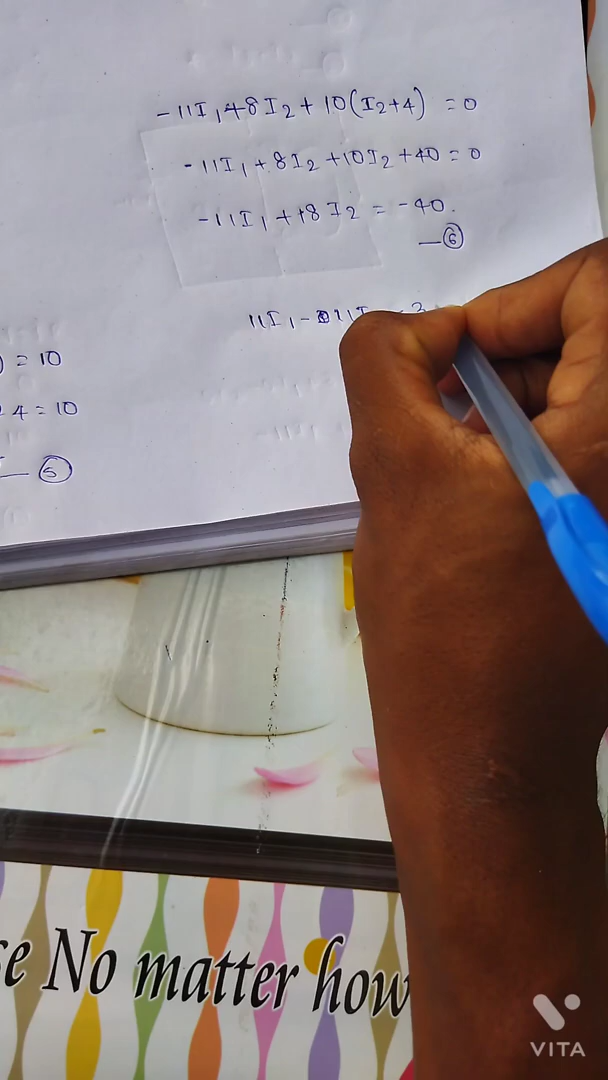 -11I₁+8I₂+10(I₂+4) =0
-11I₁+8I₂+10I₂+40=0
-11I₁+18I₂ = -40.
—⑥
11I₁-
) = 10
4=10
— ⑤
se No matter how
VITA